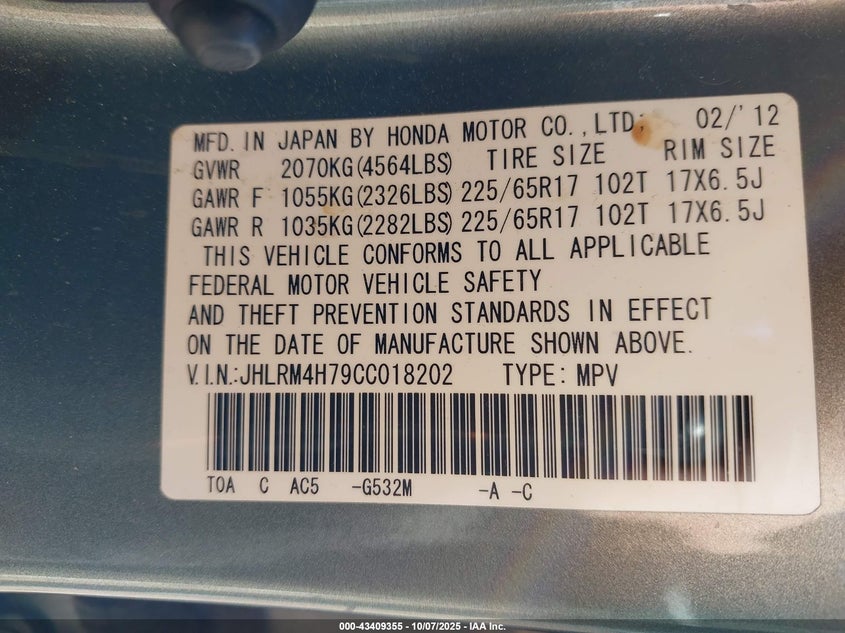 MFD. IN JAPAN BY HONDA MOTOR CO., LTD. 02/'12
GVWR 2070KG(4564LBS) TIRE SIZE RIM SIZE
GAWR F 1055KG(2326LBS) 225/65R17 102T 17X6.5J
GAWR R 1035KG(2282LBS) 225/65R17 102T 17X6.5J
THIS VEHICLE CONFORMS TO ALL APPLICABLE
FEDERAL MOTOR VEHICLE SAFETY
AND THEFT PREVENTION STANDARDS IN EFFECT
ON THE DATE OF MANUFACTURE SHOWN ABOVE.
V.I.N.:JHLRM4H79CC018202 TYPE: MPV
TOA C AC5 -G532M -A -C
000-43409355 - 10/07/2025 - IAA Inc.